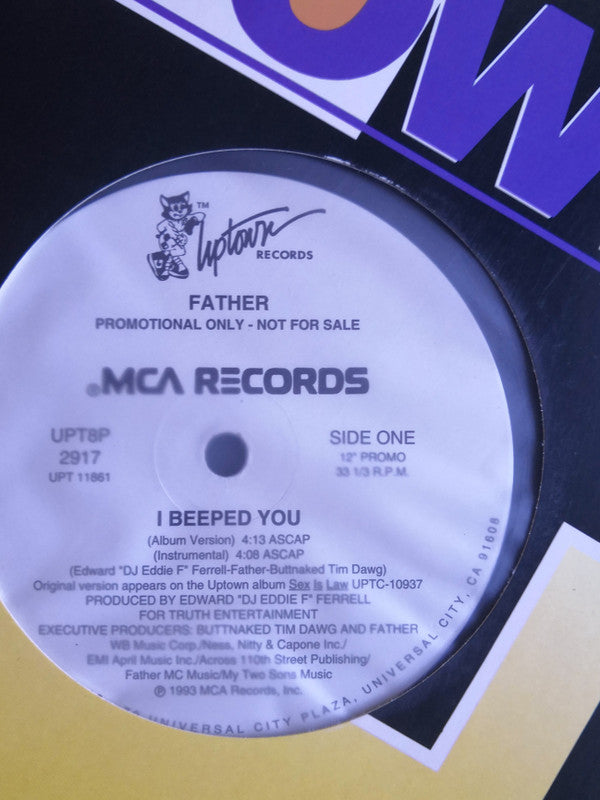 OW
TM
Uptown
RECORDS
FATHER
PROMOTIONAL ONLY - NOT FOR SALE
®MCA RECORDS
UPT8P
2917
UPT 11861
SIDE ONE
12" PROMO
33 1/3 R.P.M.
I BEEPED YOU
(Album Version) 4:13 ASCAP
(Instrumental) 4:08 ASCAP
(Edward "DJ Eddie F" Ferrell-Father-Buttnaked Tim Dawg)
Original version appears on the Uptown album Sex Is Law UPTC-10937
PRODUCED BY EDWARD "DJ EDDIE F" FERRELL
FOR TRUTH ENTERTAINMENT
EXECUTIVE PRODUCERS: BUTTNAKED TIM DAWG AND FATHER
WB Music Corp./Ness, Nitty & Capone Inc./
EMI April Music Inc./Across 110th Street Publishing/
Father MC Music/My Two Sons Music
℗ 1993 MCA Records, Inc.
UNIVERSAL CITY PLAZA, UNIVERSAL CITY, CA 91608